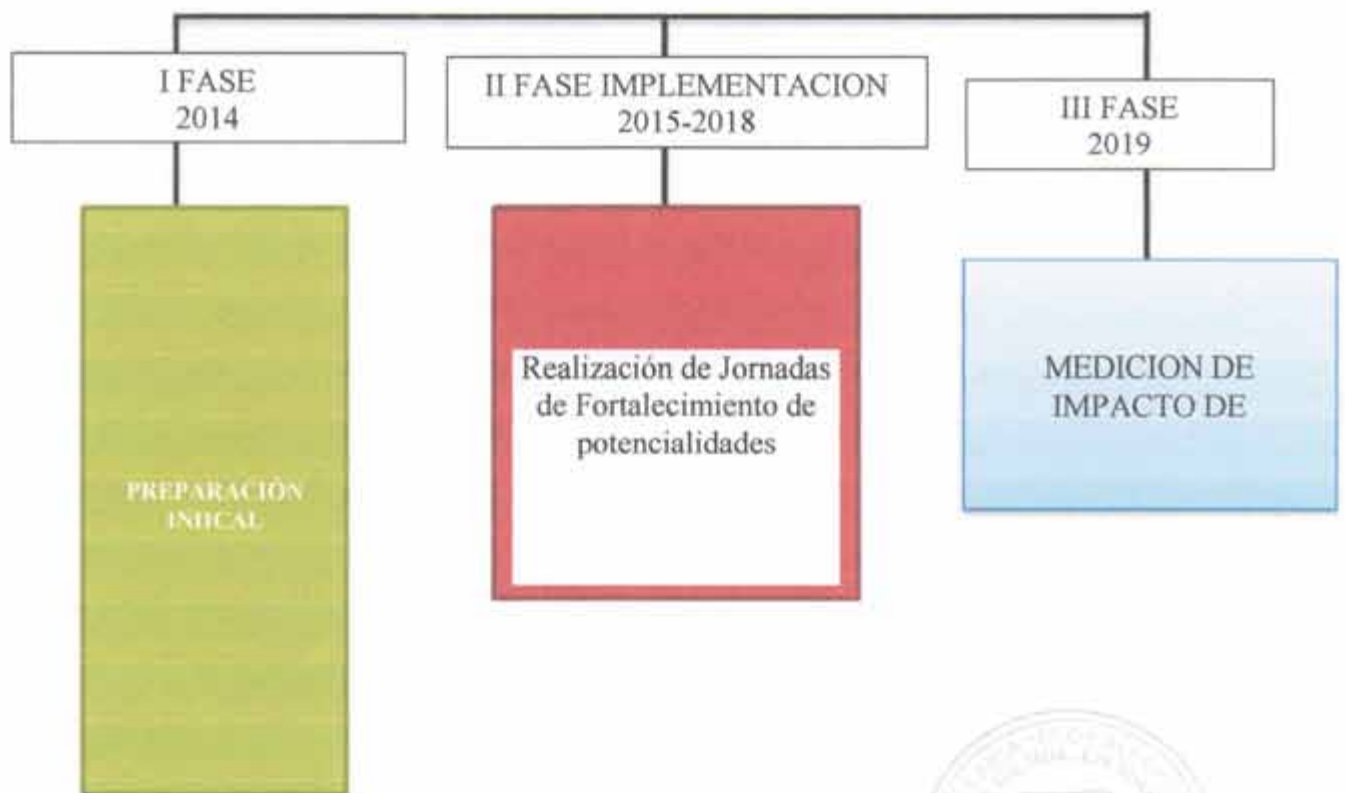 I FASE
2014
II FASE IMPLEMENTACION
2015-2018
III FASE
2019
PREPARACIÓN
INIICAL
Realización de Jornadas
de Fortalecimiento de
potencialidades
MEDICION DE
IMPACTO DE